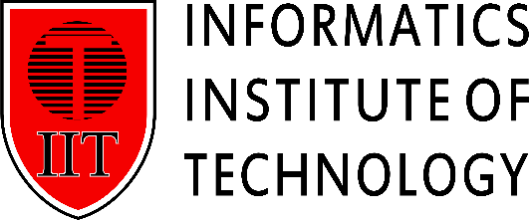 IIT
INFORMATICS
INSTITUTE OF
TECHNOLOGY